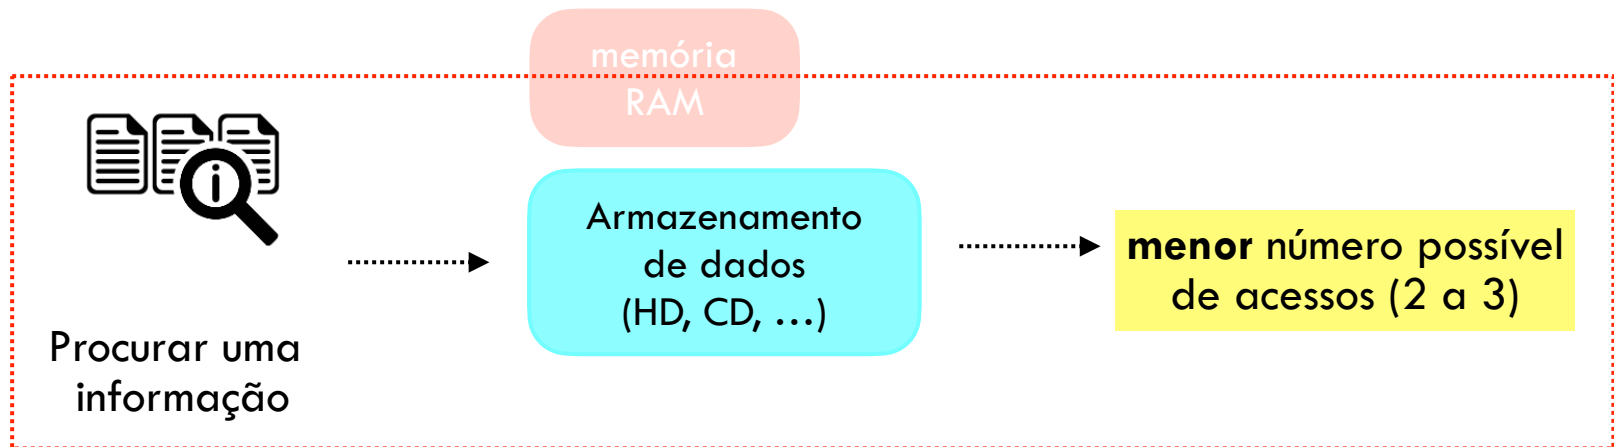 memória
RAM
Procurar uma
informação
Armazenamento
de dados
(HD, CD, ...)
menor número possível
de acessos (2 a 3)